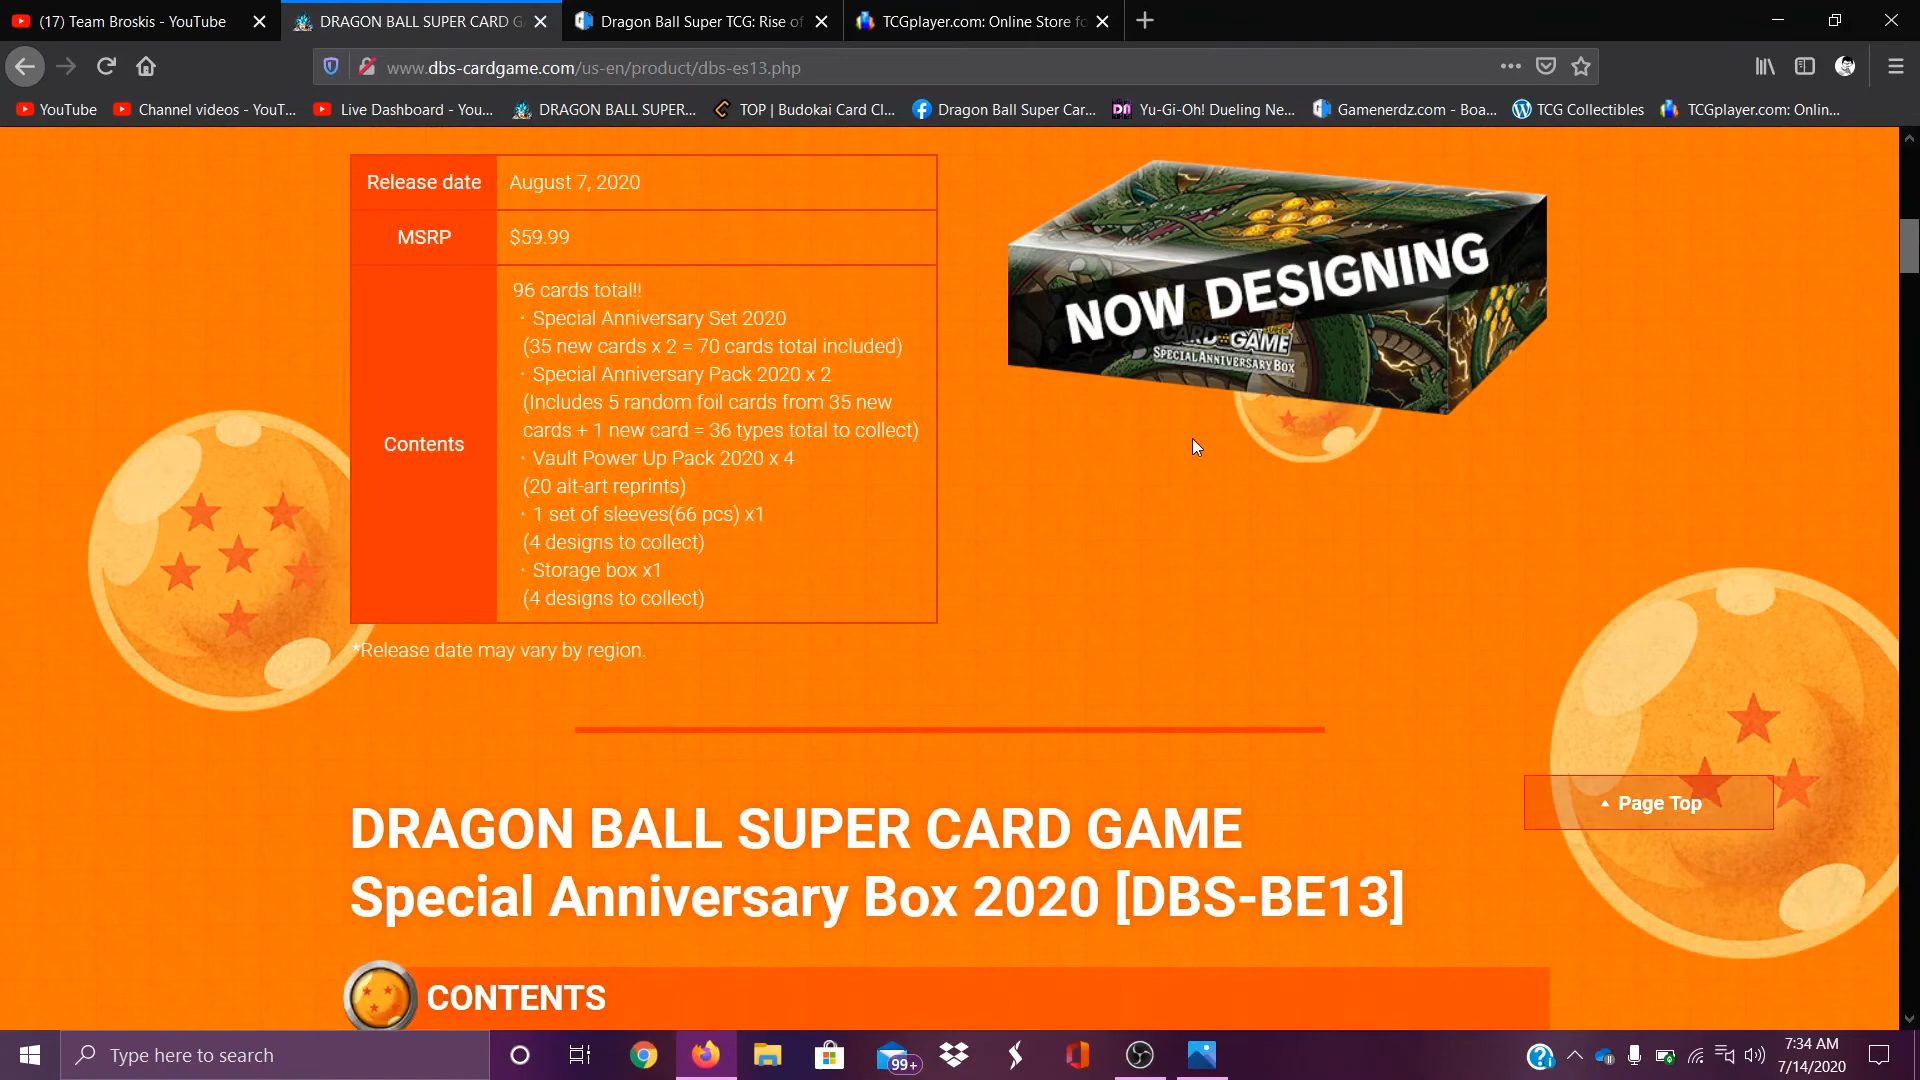 (17) Team Broskis - YouTube
DRAGON BALL SUPER CARD G
Dragon Ball Super TCG: Rise of
TCGplayer.com: Online Store fo
www.dbs-cardgame.com/us-en/product/dbs-es13.php
YouTube
Channel videos - YouT...
Live Dashboard - You...
DRAGON BALL SUPER...
TOP | Budokai Card Cl...
Dragon Ball Super Car...
Yu-Gi-Oh! Dueling Ne...
Gamenerdz.com - Boa...
TCG Collectibles
TCGplayer.com: Onlin...
Release date
August 7, 2020
MSRP
$59.99
Contents
96 cards total!!
・Special Anniversary Set 2020
(35 new cards x 2 = 70 cards total included)
・Special Anniversary Pack 2020 x 2
(Includes 5 random foil cards from 35 new
cards + 1 new card = 36 types total to collect)
・Vault Power Up Pack 2020 x 4
(20 alt-art reprints)
・1 set of sleeves(66 pcs) x1
(4 designs to collect)
・Storage box x1
(4 designs to collect)
*Release date may vary by region.
NOW DESIGNING
CARD GAME
SPECIAL ANNIVERSARY BOX
▲ Page Top
DRAGON BALL SUPER CARD GAME
Special Anniversary Box 2020 [DBS-BE13]
CONTENTS
Type here to search
99+
7:34 AM
7/14/2020